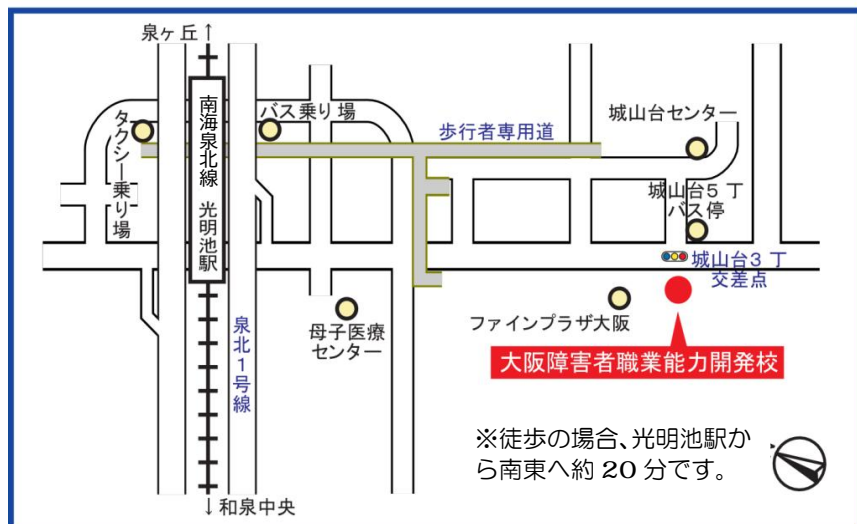 泉ヶ丘↑
南海泉北線 光明池駅
タクシー乗り場
バス乗り場
歩行者専用道
城山台センター
城山台5丁
バス停
城山台3丁
交差点
母子医療
センター
ファインプラザ大阪
大阪障害者職業能力開発校
泉北1号線
※徒歩の場合、光明池駅か
ら南東へ約 20 分です。
↓和泉中央